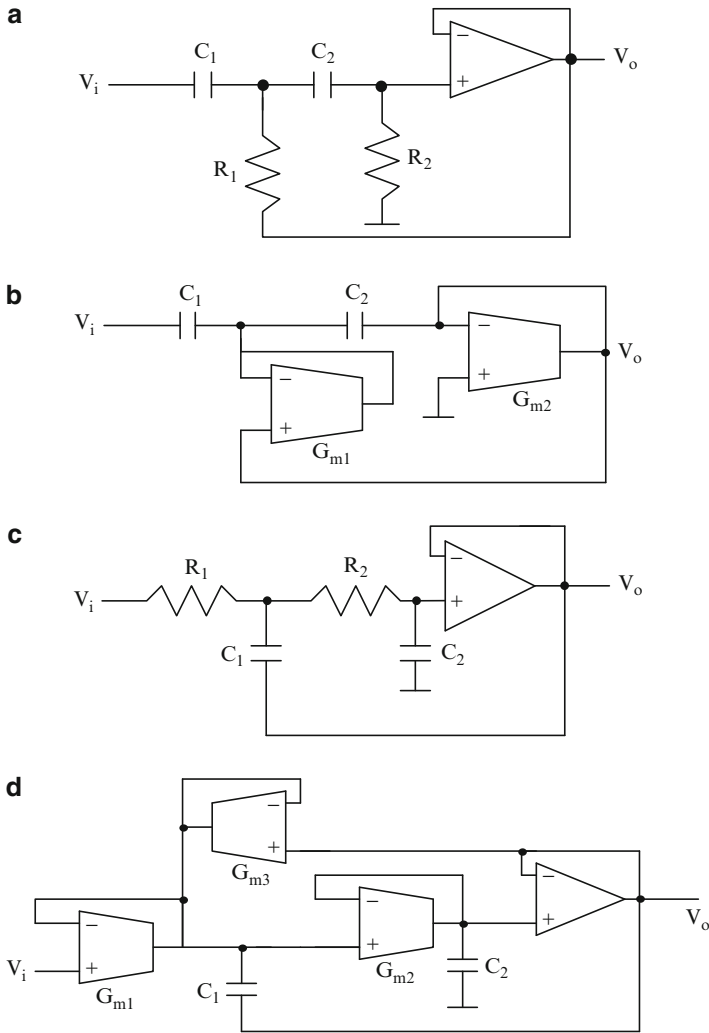 a
C₁ C₂
Vᵢ
−
+
Vₒ
R₁ R₂
b
C₁ C₂
Vᵢ
−
+
Vₒ
Gₘ₂
−
+
Gₘ₁
c
R₁ R₂
Vᵢ
−
+
Vₒ
C₁ C₂
d
−
+
Gₘ₃
−
+
Gₘ₂
−
+
Vₒ
−
Vᵢ +
Gₘ₁
C₁ C₂